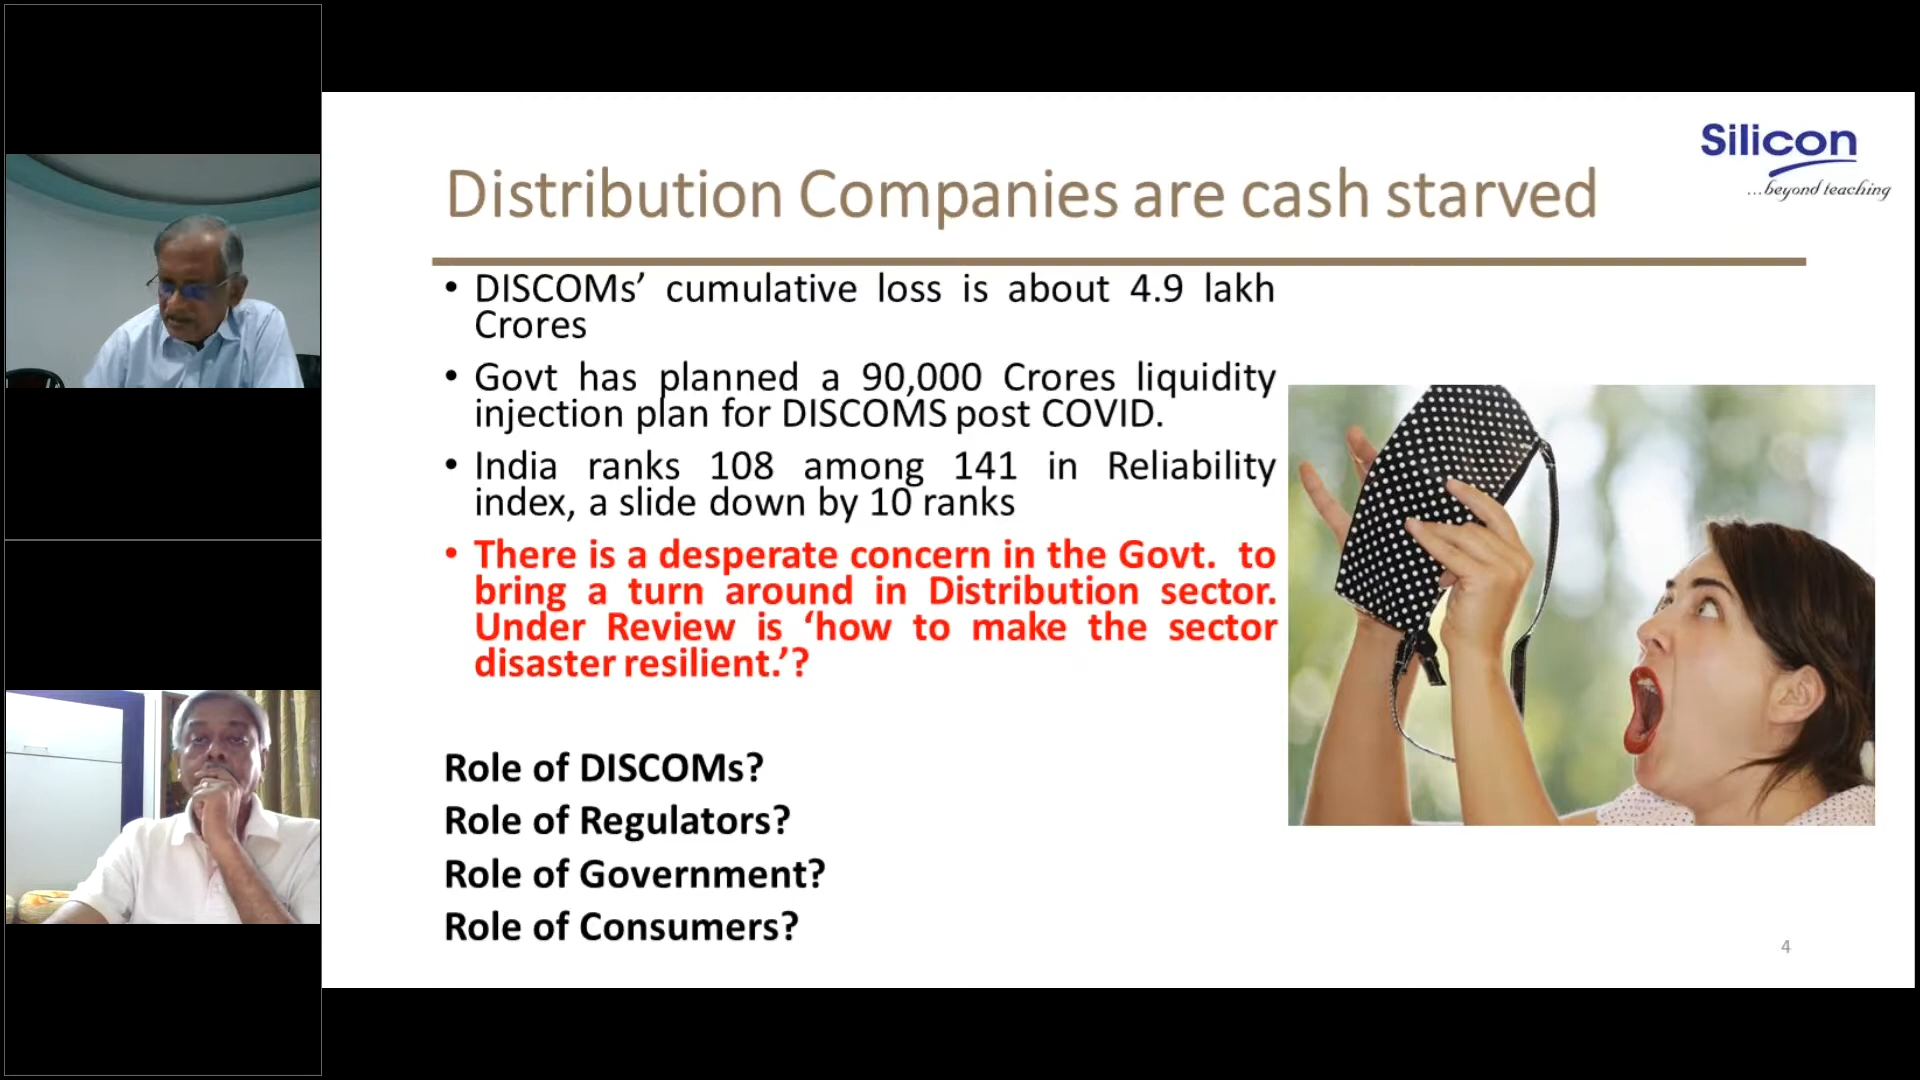 Silicon
...beyond teaching
Distribution Companies are cash starved
• DISCOMs’ cumulative loss is about 4.9 lakh
Crores
• Govt has planned a 90,000 Crores liquidity
injection plan for DISCOMS post COVID.
• India ranks 108 among 141 in Reliability
index, a slide down by 10 ranks
• There is a desperate concern in the Govt. to
bring a turn around in Distribution sector.
Under Review is ‘how to make the sector
disaster resilient.’?
Role of DISCOMs?
Role of Regulators?
Role of Government?
Role of Consumers?
4